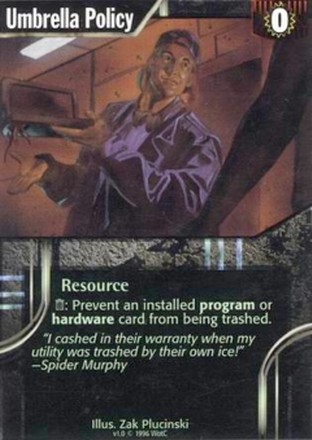 Umbrella Policy
0
Resource
: Prevent an installed program or
hardware card from being trashed.
"I cashed in their warranty when my
utility was trashed by their own ice!"
–Spider Murphy
Illus. Zak Plucinski
v1.0 © 1996 WotC